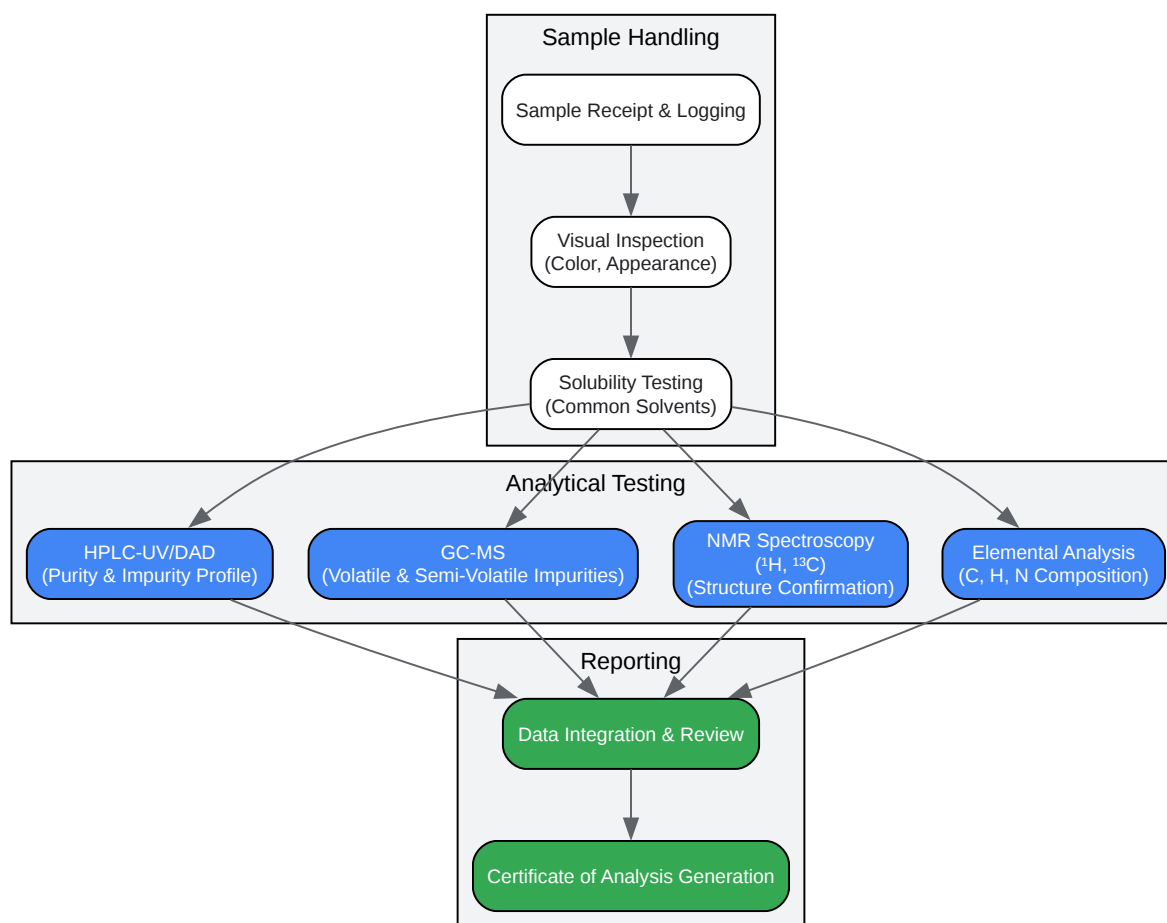 Sample Handling
Sample Receipt & Logging
Visual Inspection
(Color, Appearance)
Solubility Testing
(Common Solvents)
Analytical Testing
HPLC-UV/DAD
(Purity & Impurity Profile)
GC-MS
(Volatile & Semi-Volatile Impurities)
NMR Spectroscopy
(¹H, ¹³C)
(Structure Confirmation)
Elemental Analysis
(C, H, N Composition)
Reporting
Data Integration & Review
Certificate of Analysis Generation